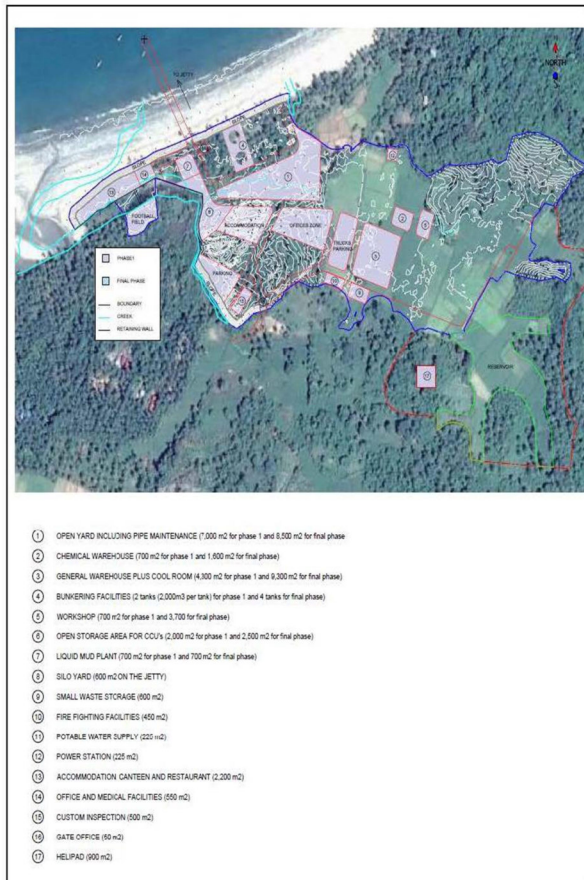 NORTH
TO JETTY
FOOTBALL
FIELD
ACCOMMODATION
OFFICES ZONE
TRUCKS
PARKING
PARKING
RESERVOIR
PHASE1
FINAL PHASE
BOUNDARY
CREEK
RETAINING WALL
1 OPEN YARD INCLUDING PIPE MAINTENANCE (7,000 m2 for phase 1 and 8,500 m2 for final phase
2 CHEMICAL WAREHOUSE (700 m2 for phase 1 and 1,600 m2 for final phase)
3 GENERAL WAREHOUSE PLUS COOL ROOM (4,300 m2 for phase 1 and 9,300 m2 for final phase)
4 BUNKERING FACILITIES (2 tanks (2,000m3 per tank) for phase 1 and 4 tanks for final phase)
5 WORKSHOP (700 m2 for phase 1 and 3,700 for final phase)
6 OPEN STORAGE AREA FOR CCU's (2,000 m2 for phase 1 and 2,500 m2 for final phase)
7 LIQUID MUD PLANT (700 m2 for phase 1 and 700 m2 for final phase)
8 SILO YARD (600 m2 ON THE JETTY)
9 SMALL WASTE STORAGE (600 m2)
10 FIRE FIGHTING FACILITIES (450 m2)
11 POTABLE WATER SUPPLY (225 m2)
12 POWER STATION (225 m2)
13 ACCOMMODATION CANTEEN AND RESTAURANT (2,200 m2)
14 OFFICE AND MEDICAL FACILITIES (550 m2)
15 CUSTOM INSPECTION (500 m2)
16 GATE OFFICE (60 m2)
17 HELIPAD (900 m2)